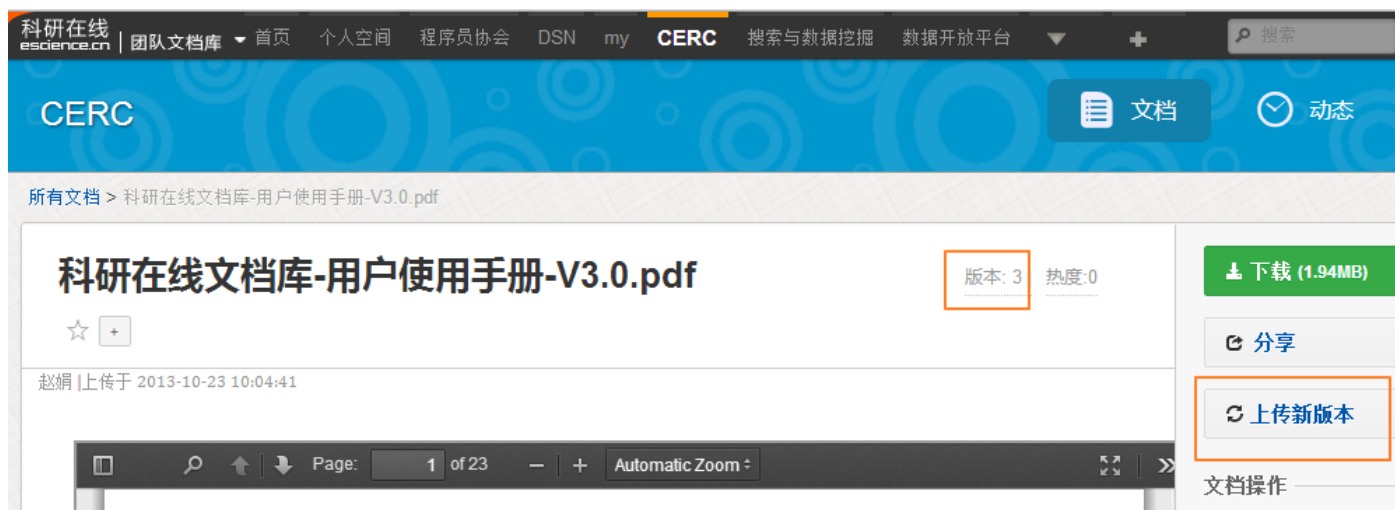 科研在线
escience.cn | 团队文档库 首页 个人空间 程序员协会 DSN my CERC 搜索与数据挖掘 数据开放平台 搜索
CERC 文档 动态
所有文档 > 科研在线文档库-用户使用手册-V3.0.pdf
科研在线文档库-用户使用手册-V3.0.pdf 版本: 3 热度:0 下载 (1.94MB)
+
分享
赵娟 |上传于 2013-10-23 10:04:41
上传新版本
Page: 1 of 23 Automatic Zoom
文档操作